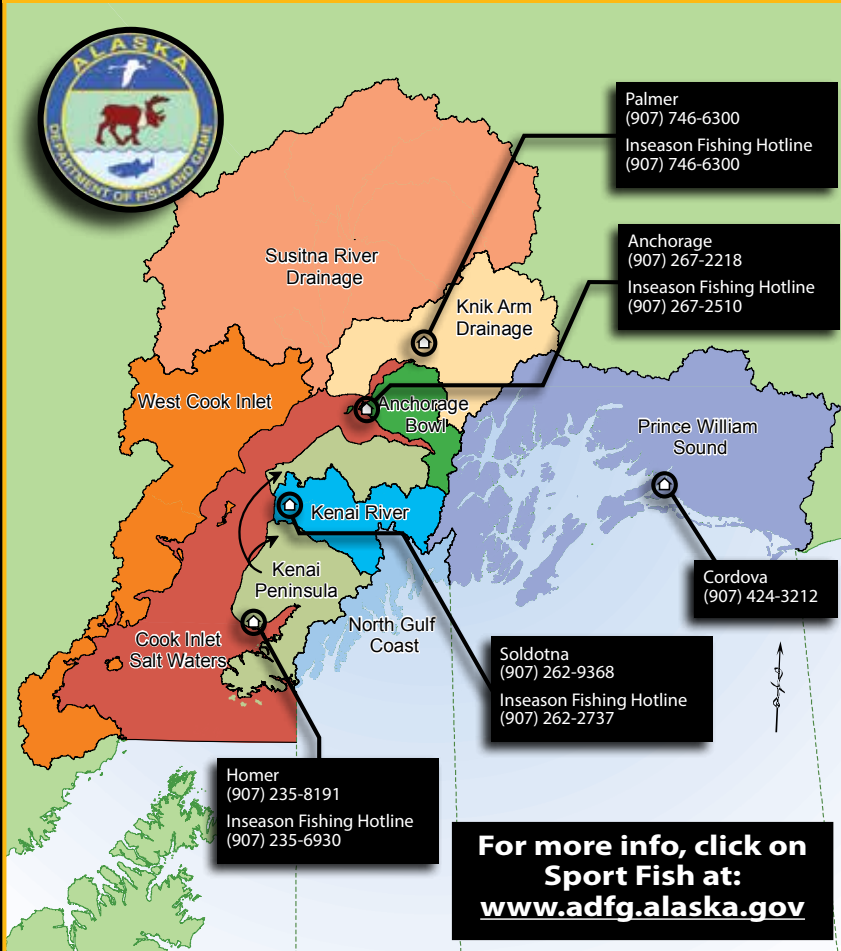 ALASKA
DEPARTMENT OF FISH AND GAME
Palmer
(907) 746-6300
Inseason Fishing Hotline
(907) 746-6300
Anchorage
(907) 267-2218
Inseason Fishing Hotline
(907) 267-2510
Susitna River
Drainage
Knik Arm
Drainage
West Cook Inlet
Anchorage
Bowl
Prince William
Sound
Kenai River
Kenai
Peninsula
Cook Inlet
Salt Waters
North Gulf
Coast
Cordova
(907) 424-3212
Soldotna
(907) 262-9368
Inseason Fishing Hotline
(907) 262-2737
Homer
(907) 235-8191
Inseason Fishing Hotline
(907) 235-6930
For more info, click on
Sport Fish at:
www.adfg.alaska.gov